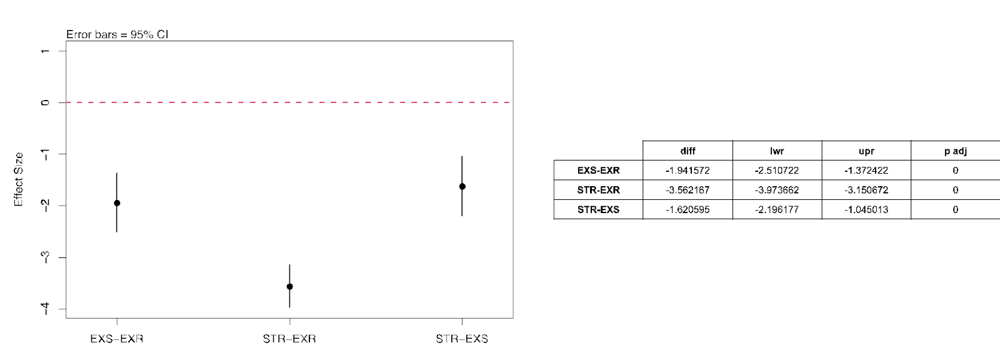 Error bars = 95% CI
1
0
−1
−2
−3
−4
Effect Size
EXS−EXR STR−EXR STR−EXS
diff lwr upr p adj
EXS-EXR -1.941572 -2.510722 -1.372422 0
STR-EXR -3.562167 -3.973662 -3.150672 0
STR-EXS -1.620595 -2.196177 -1.045013 0